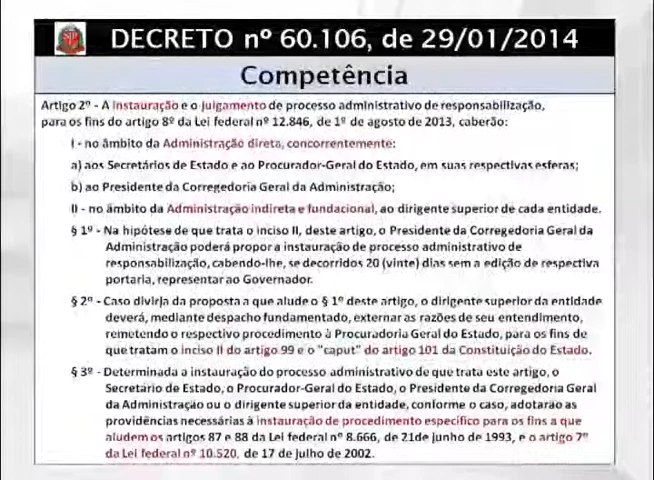 DECRETO nº 60.106, de 29/01/2014
Competência
Artigo 2º - A instauração e o julgamento de processo administrativo de responsabilização,
para os fins do artigo 8º da Lei federal nº 12.846, de 1º de agosto de 2013, caberão:
I - no âmbito da Administração direta, concorrentemente:
a) aos Secretários de Estado e ao Procurador-Geral do Estado, em suas respectivas esferas;
b) ao Presidente da Corregedoria Geral da Administração;
II - no âmbito da Administração indireta e fundacional, ao dirigente superior de cada entidade.
§ 1º - Na hipótese de que trata o inciso II, deste artigo, o Presidente da Corregedoria Geral da
Administração poderá propor a instauração de processo administrativo de
responsabilização, cabendo-lhe, se decorridos 20 (vinte) dias sem a edição de respectiva
portaria, representar ao Governador.
§ 2º - Caso divirja da proposta a que alude o § 1º deste artigo, o dirigente superior da entidade
deverá, mediante despacho fundamentado, externar as razões de seu entendimento,
remetendo o respectivo procedimento à Procuradoria Geral do Estado, para os fins de
que tratam o inciso II do artigo 99 e o "caput" do artigo 101 da Constituição do Estado.
§ 3º - Determinada a instauração do processo administrativo de que trata este artigo, o
Secretário de Estado, o Procurador-Geral do Estado, o Presidente da Corregedoria Geral
da Administração ou o dirigente superior da entidade, conforme o caso, adotarão as
providências necessárias à instauração de procedimento específico para os fins a que
aludem os artigos 87 e 88 da Lei federal nº 8.666, de 21de junho de 1993, e o artigo 7º
da Lei federal nº 10.520, de 17 de julho de 2002.